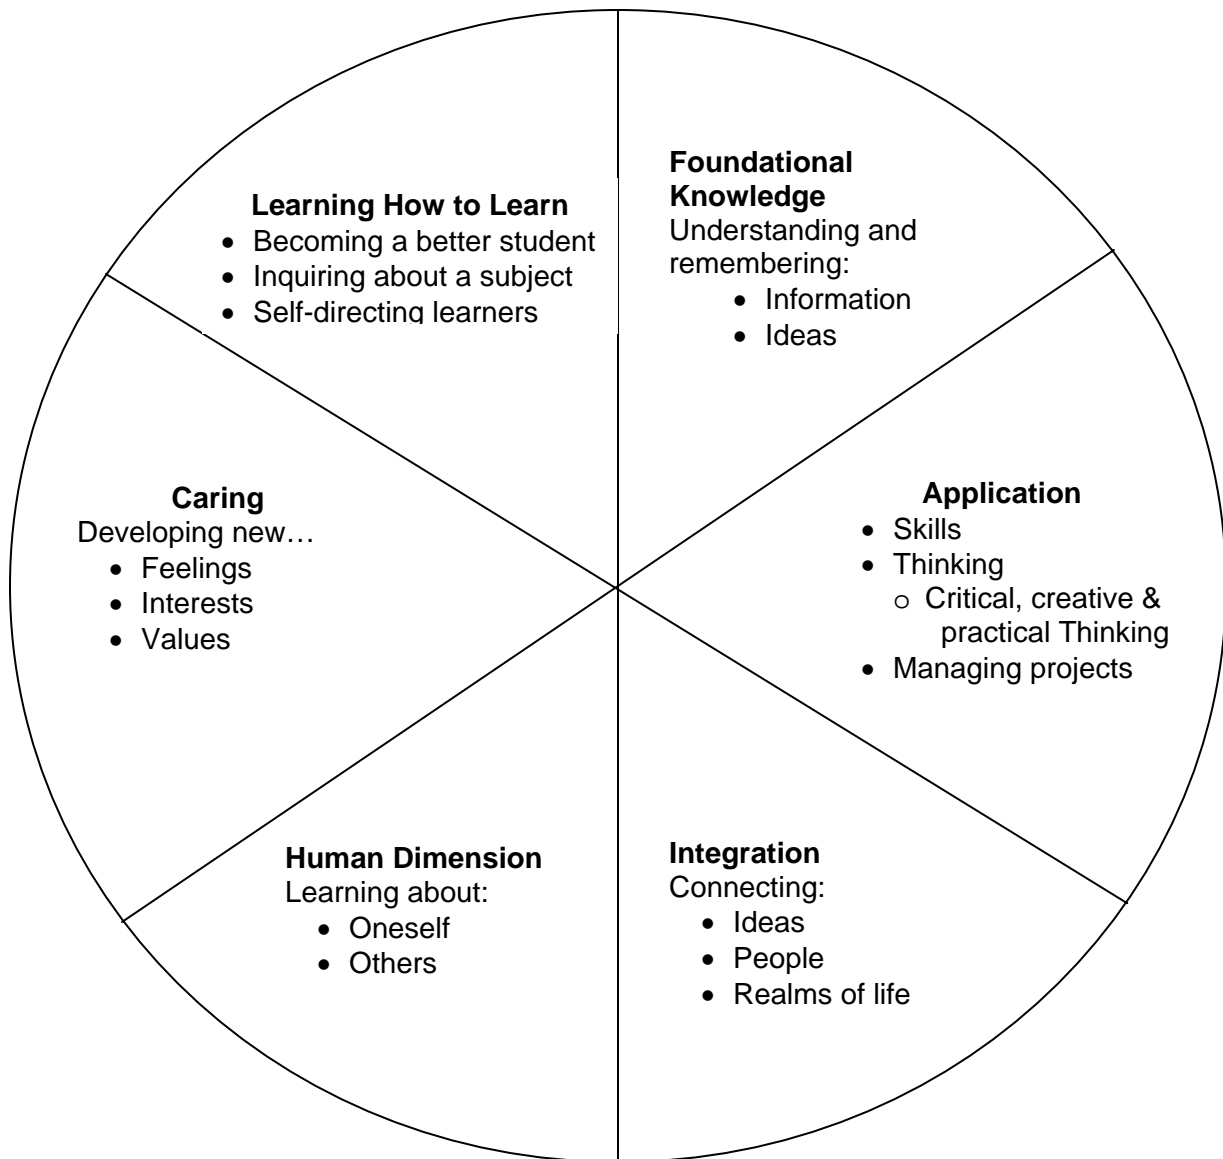 Foundational
Knowledge
Understanding and
remembering:
• Information
• Ideas
Application
• Skills
• Thinking
o Critical, creative &
practical Thinking
• Managing projects
Integration
Connecting:
• Ideas
• People
• Realms of life
Human Dimension
Learning about:
• Oneself
• Others
Caring
Developing new…
• Feelings
• Interests
• Values
Learning How to Learn
• Becoming a better student
• Inquiring about a subject
• Self-directing learners